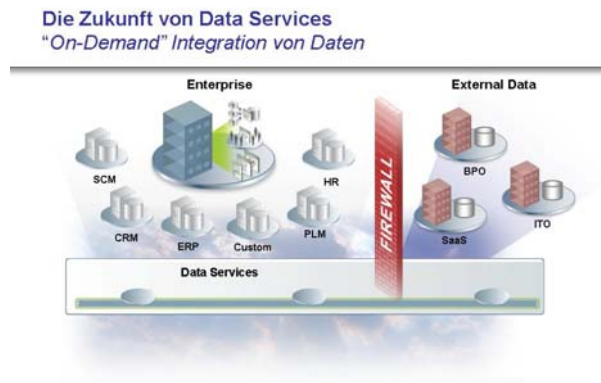 Die Zukunft von Data Services
“On-Demand” Integration von Daten
Enterprise
External Data
SCM
HR
BPO
CRM
ERP
Custom
PLM
FIREWALL
SaaS
ITO
Data Services